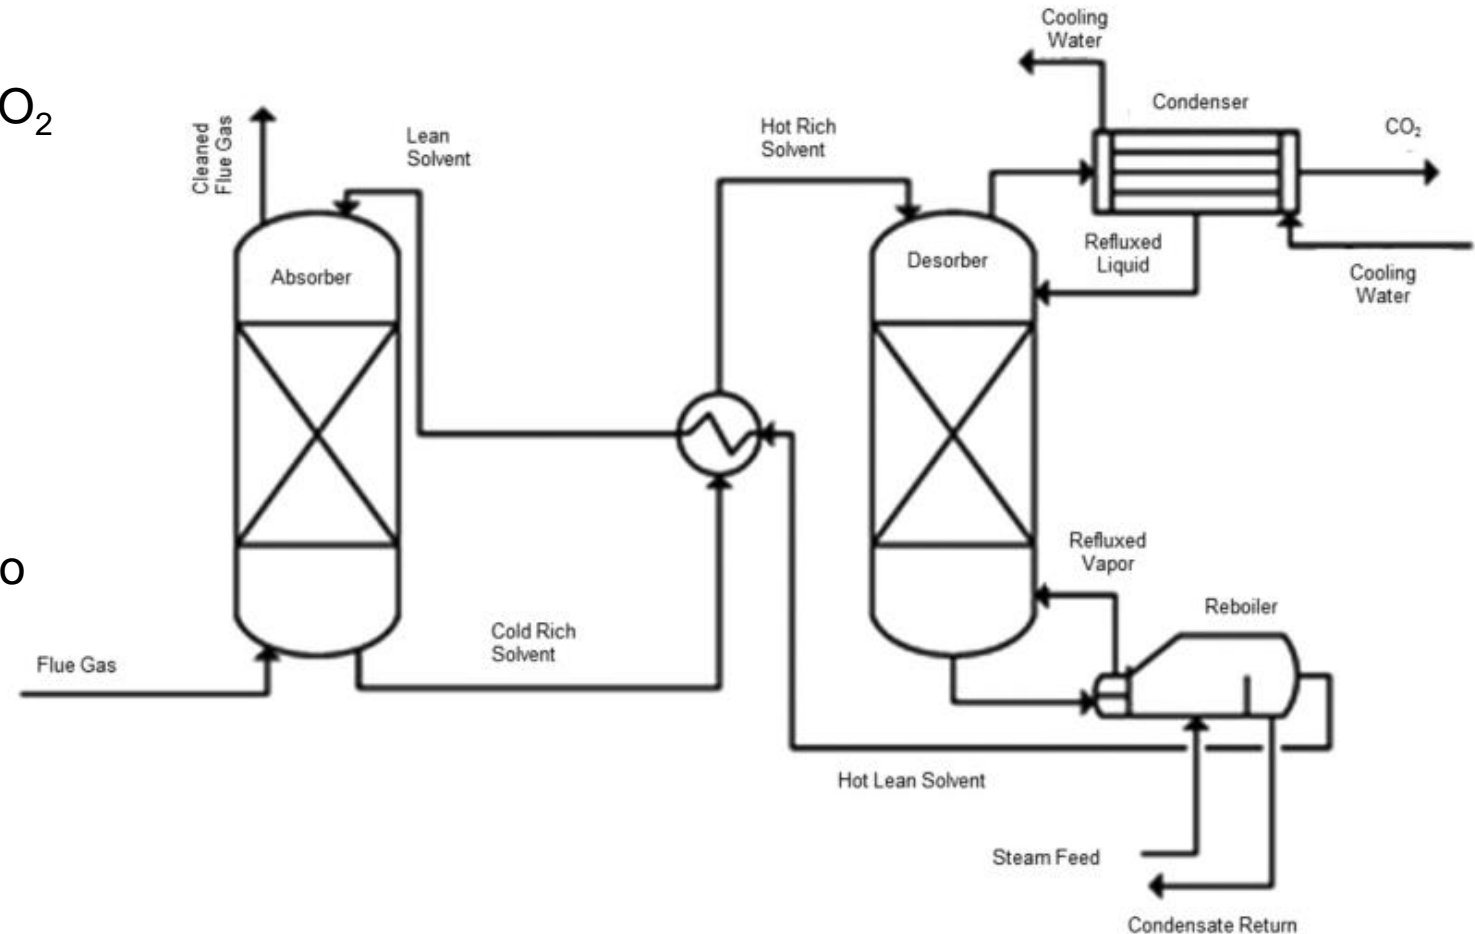 Cooling
Water
O₂
Condenser
CO₂
Cleaned
Flue Gas
Lean
Solvent
Hot Rich
Solvent
Absorber
Desorber
Refluxed
Liquid
Cooling
Water
Refluxed
Vapor
o
Reboiler
Cold Rich
Solvent
Flue Gas
Hot Lean Solvent
Steam Feed
Condensate Return